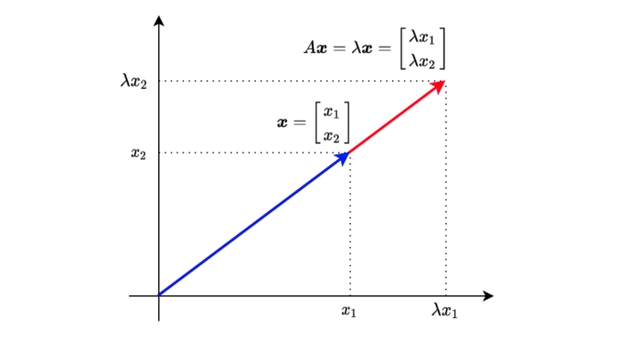 A𝒙 = λ𝒙 = [λx₁
λx₂]
λx₂
𝒙 = [x₁
x₂]
x₂
x₁ λx₁